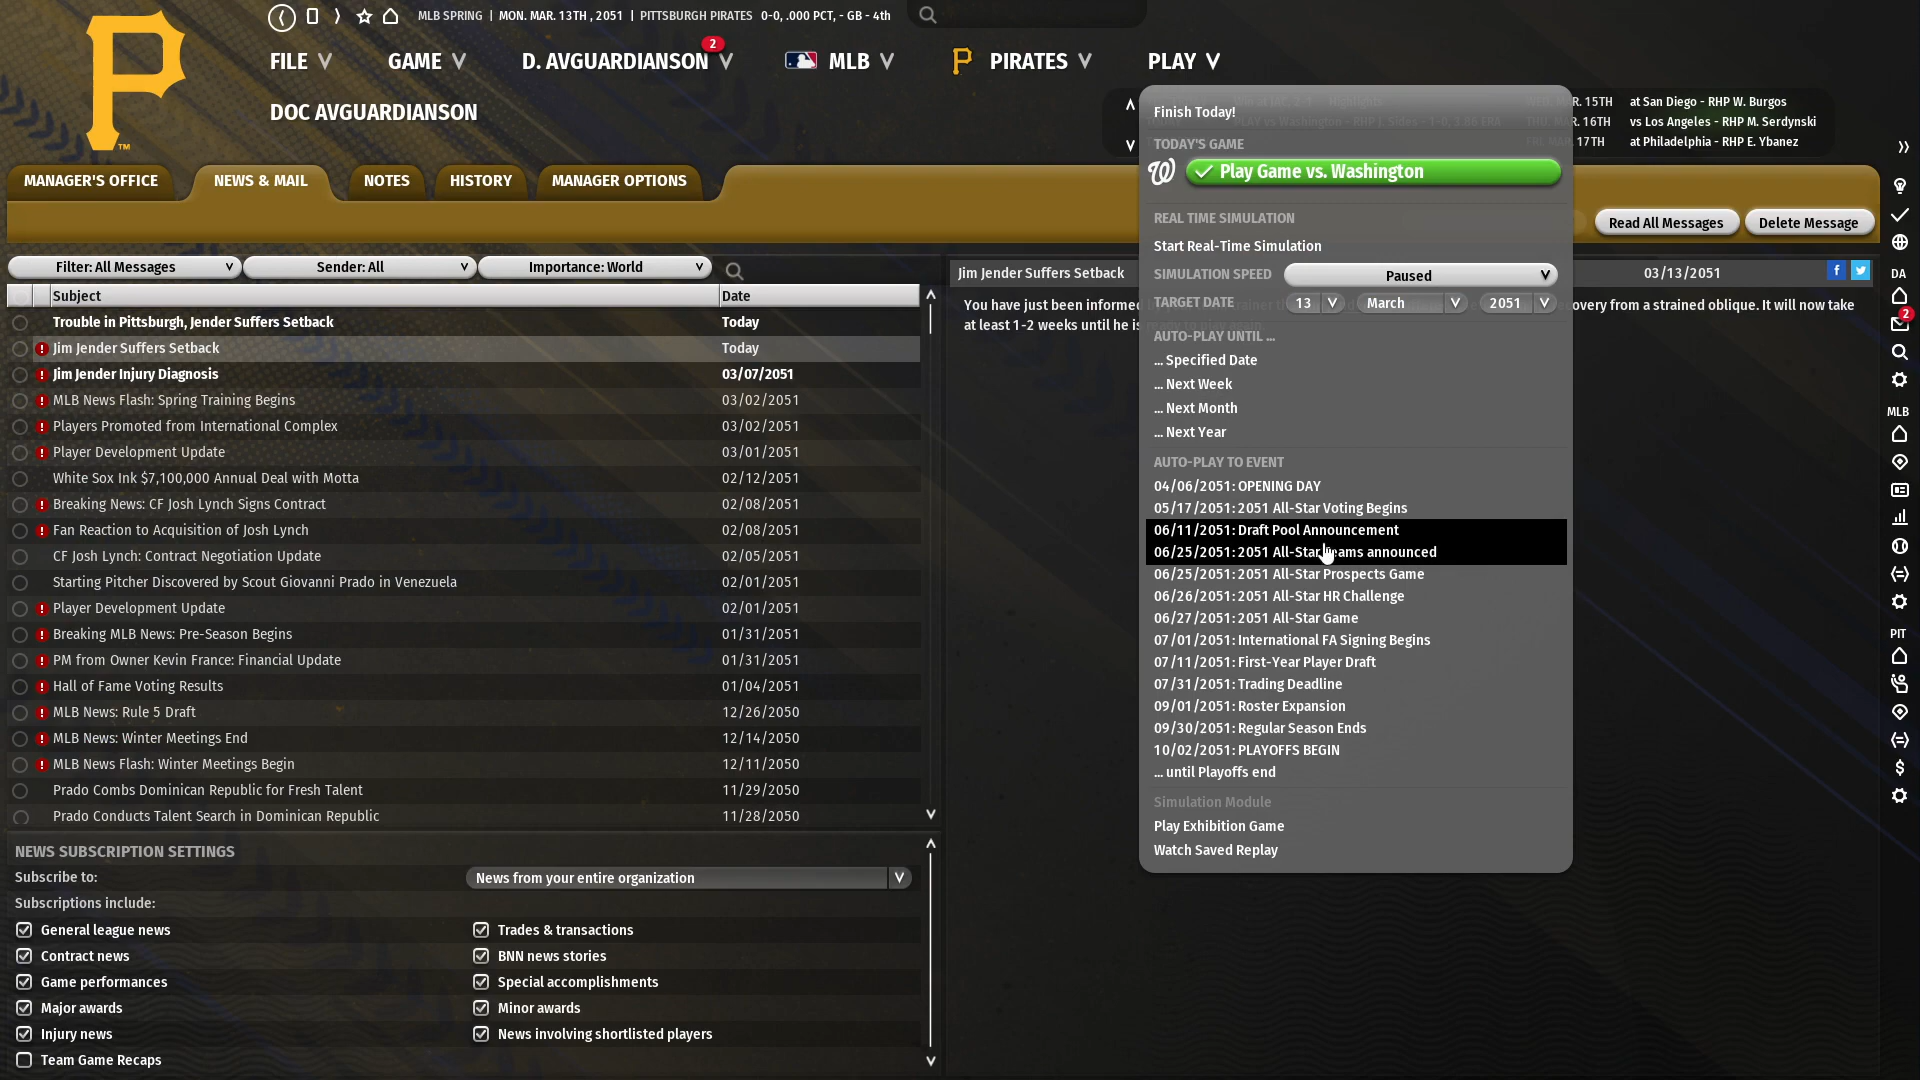 MLB SPRING | MON. MAR. 13TH , 2051 | PITTSBURGH PIRATES 0-0, .000 PCT, - GB - 4th
FILE
GAME
D. AVGUARDIANSON
2
MLB
P PIRATES
PLAY
P
TM
DOC AVGUARDIANSON
R. 15TH at San Diego - RHP W. Burgos
R. 16TH vs Los Angeles - RHP M. Serdynski
17TH at Philadelphia - RHP E. Ybanez
MANAGER'S OFFICE
NEWS & MAIL
NOTES
HISTORY
MANAGER OPTIONS
Read All Messages
Delete Message
Filter: All Messages
Sender: All
Importance: World
Subject Date
Trouble in Pittsburgh, Jender Suffers Setback Today
! Jim Jender Suffers Setback Today
! Jim Jender Injury Diagnosis 03/07/2051
! MLB News Flash: Spring Training Begins 03/02/2051
! Players Promoted from International Complex 03/02/2051
! Player Development Update 03/01/2051
White Sox Ink $7,100,000 Annual Deal with Motta 02/12/2051
! Breaking News: CF Josh Lynch Signs Contract 02/08/2051
! Fan Reaction to Acquisition of Josh Lynch 02/08/2051
CF Josh Lynch: Contract Negotiation Update 02/05/2051
Starting Pitcher Discovered by Scout Giovanni Prado in Venezuela 02/01/2051
! Player Development Update 02/01/2051
! Breaking MLB News: Pre-Season Begins 01/31/2051
! PM from Owner Kevin France: Financial Update 01/31/2051
! Hall of Fame Voting Results 01/04/2051
! MLB News: Rule 5 Draft 12/26/2050
! MLB News: Winter Meetings End 12/14/2050
! MLB News Flash: Winter Meetings Begin 12/11/2050
Prado Combs Dominican Republic for Fresh Talent 11/29/2050
Prado Conducts Talent Search in Dominican Republic 11/28/2050
NEWS SUBSCRIPTION SETTINGS
Subscribe to: News from your entire organization
Subscriptions include:
General league news Trades & transactions
Contract news BNN news stories
Game performances Special accomplishments
Major awards Minor awards
Injury news News involving shortlisted players
Team Game Recaps
Jim Jender Suffers Setback 03/13/2051
You have just been informed overy from a strained oblique. It will now take
at least 1-2 weeks until he is
Finish Today!
TODAY'S GAME
W Play Game vs. Washington
REAL TIME SIMULATION
Start Real-Time Simulation
SIMULATION SPEED Paused
TARGET DATE 13 March 2051
AUTO-PLAY UNTIL ...
... Specified Date
... Next Week
... Next Month
... Next Year
AUTO-PLAY TO EVENT
04/06/2051: OPENING DAY
05/17/2051: 2051 All-Star Voting Begins
06/11/2051: Draft Pool Announcement
06/25/2051: 2051 All-Star Teams announced
06/25/2051: 2051 All-Star Prospects Game
06/26/2051: 2051 All-Star HR Challenge
06/27/2051: 2051 All-Star Game
07/01/2051: International FA Signing Begins
07/11/2051: First-Year Player Draft
07/31/2051: Trading Deadline
09/01/2051: Roster Expansion
09/30/2051: Regular Season Ends
10/02/2051: PLAYOFFS BEGIN
... until Playoffs end
Simulation Module
Play Exhibition Game
Watch Saved Replay
DA
2
MLB
PIT
$